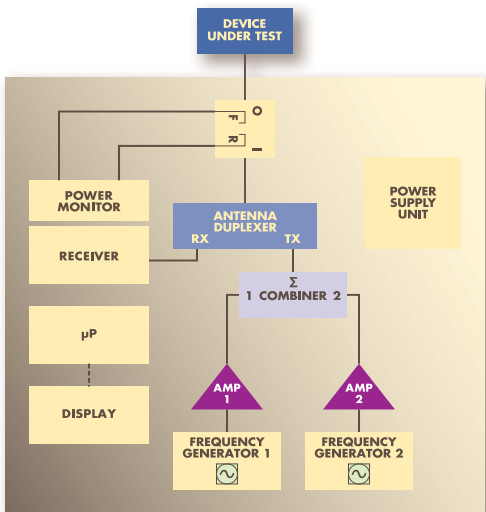 DEVICE
UNDER TEST
O
F
R
I
POWER
MONITOR
ANTENNA
DUPLEXER
RX TX
POWER
SUPPLY
UNIT
RECEIVER
Σ
1 COMBINER 2
µP
DISPLAY
AMP
1
AMP
2
FREQUENCY
GENERATOR 1
FREQUENCY
GENERATOR 2